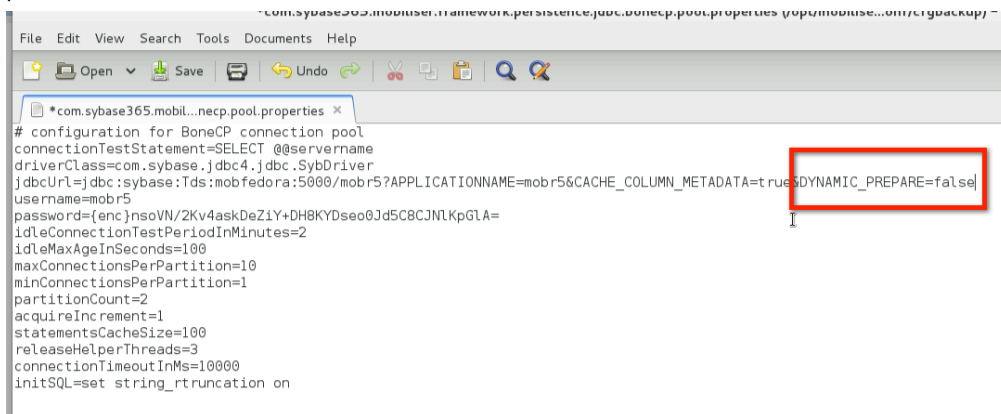 *com.sybase365.mobiliser.framework.persistence.jdbc.bonecp.pool.properties (/opt/mobilise...onf/cfgbackup) –
File Edit View Search Tools Documents Help
Open Save Undo
*com.sybase365.mobil...necp.pool.properties ×
# configuration for BoneCP connection pool
connectionTestStatement=SELECT @@servername
driverClass=com.sybase.jdbc4.jdbc.SybDriver
jdbcUrl=jdbc:sybase:Tds:mobfedora:5000/mobr5?APPLICATIONNAME=mobr5&CACHE_COLUMN_METADATA=true&DYNAMIC_PREPARE=false
username=mobr5
password={enc}nsoVN/2Kv4askDeZiY+DH8KYDseo0Jd5C8CJNlKpGlA=
idleConnectionTestPeriodInMinutes=2
idleMaxAgeInSeconds=100
maxConnectionsPerPartition=10
minConnectionsPerPartition=1
partitionCount=2
acquireIncrement=1
statementsCacheSize=100
releaseHelperThreads=3
connectionTimeoutInMs=10000
initSQL=set string_rtruncation on